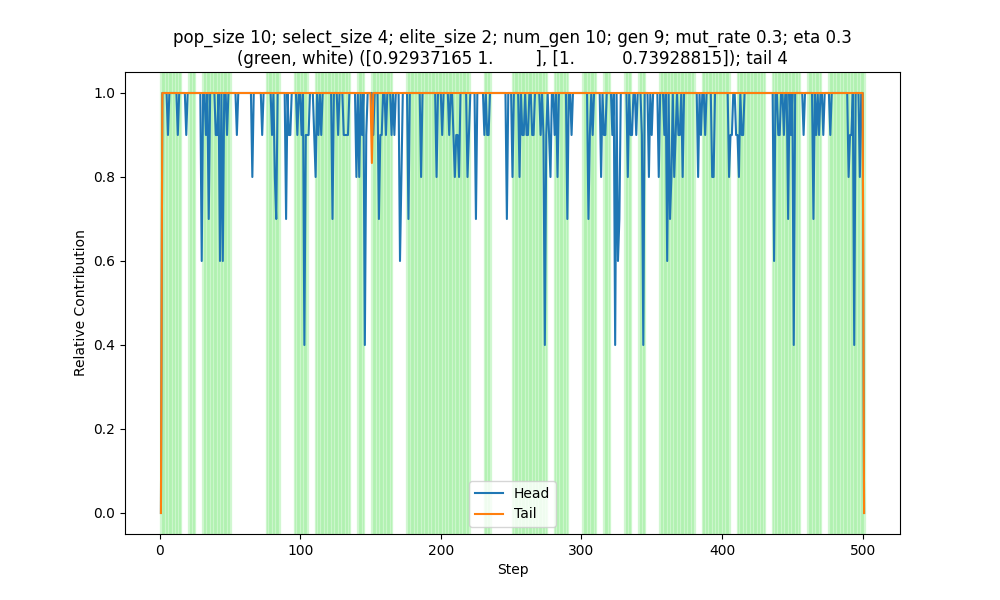 pop_size 10; select_size 4; elite_size 2; num_gen 10; gen 9; mut_rate 0.3; eta 0.3
(green, white) ([0.92937165 1.        ], [1.         0.73928815]); tail 4
Relative Contribution
1.0
0.8
0.6
0.4
0.2
0.0
Head
Tail
0 100 200 300 400 500
Step